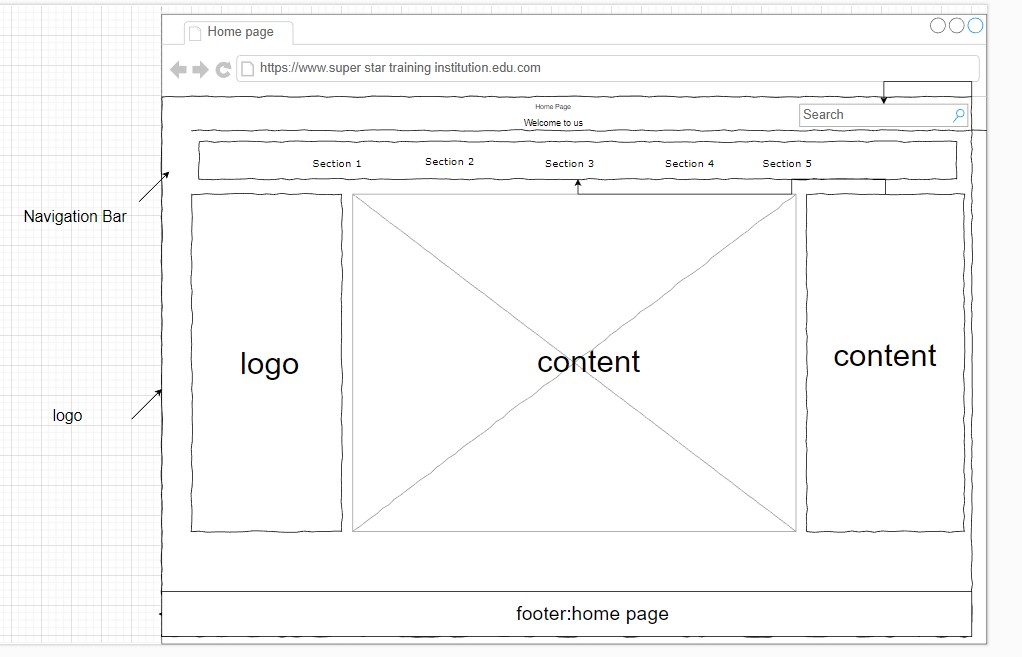 Home page
https://www.super star training institution.edu.com
Home Page
Welcome to us
Search
Section 1
Section 2
Section 3
Section 4
Section 5
Navigation Bar
logo
content
content
logo
footer:home page